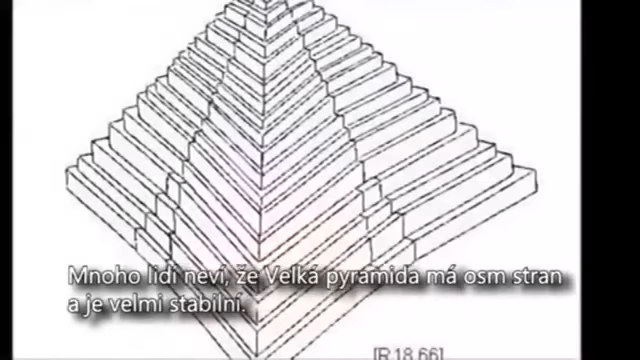 Mnoho lidí neví, že Velká pyramida má osm stran
a je velmi stabilní.
[R.18.66]